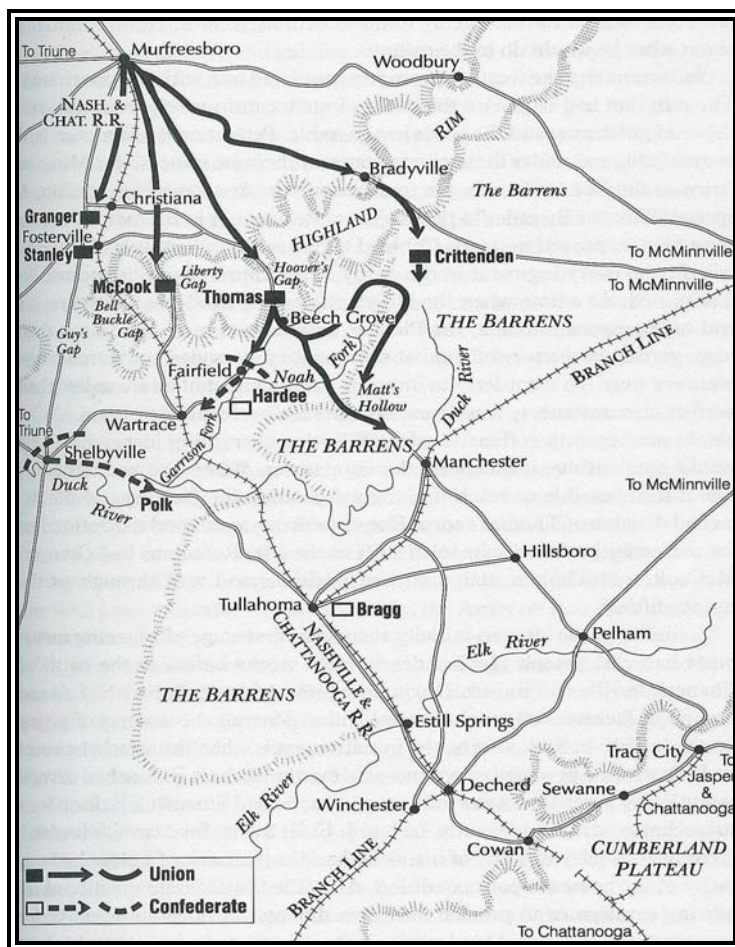 To Triune
Murfreesboro
Woodbury
NASH. &
CHAT. R.R.
RIM
Bradyville
The Barrens
Christiana
HIGHLAND
Granger
Fosterville
Stanley
Crittenden
To McMinnville
McCook
Liberty
Gap
Hoover's
Gap
Thomas
To McMinnville
Bell
Buckle
Gap
Beech Grove
THE BARRENS
Guy's
Gap
Fork
BRANCH LINE
Fairfield
Noah
Hardee
Duck River
Matt's
Hollow
To
Triune
Wartrace
Garrison Fork
THE BARRENS
Shelbyville
Manchester
Duck
River
Polk
To McMinnville
Hillsboro
Tullahoma
Bragg
Pelham
NASHVILLE &
CHATTANOOGA R.R.
Elk River
THE BARRENS
Estill Springs
Tracy City
To
Jasper
&
Chattanooga
Elk River
Decherd
Sewanne
Winchester
Cowan
CUMBERLAND
PLATEAU
BRANCH LINE
Union
Confederate
To Chattanooga